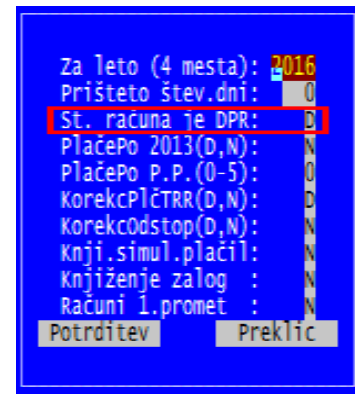 Za leto (4 mesta): 2016
Prišteto štev.dni: 0
St. računa je DPR: D
PlačePo 2013(D,N): N
PlačePo P.P.(0-5): 0
KorekcPlčTRR(D,N): D
KorekcOdstop(D,N): N
Knji.simul.plačil: N
Knjiženje zalog : N
Računi 1.promet : N
Potrditev Preklic